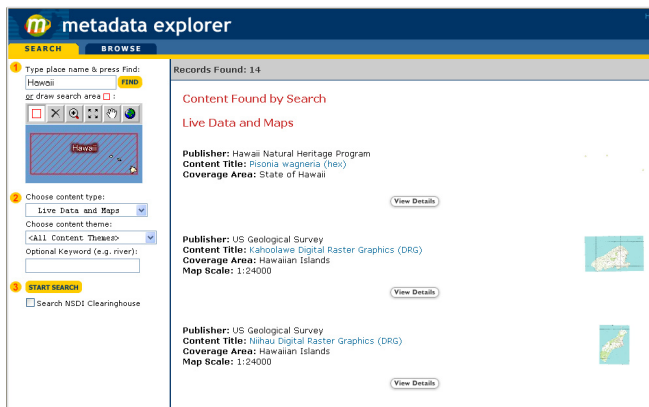 m metadata explorer
SEARCH BROWSE
1 Type place name & press Find:
Hawaii FIND
or draw search area :
Hawaii
2 Choose content type:
Live Data and Maps
Choose content theme:
<All Content Themes>
Optional Keyword (e.g. river):
3 START SEARCH
Search NSDI Clearinghouse
Records Found: 14
Content Found by Search
Live Data and Maps
Publisher: Hawaii Natural Heritage Program
Content Title: Pisonia wagneria (hex)
Coverage Area: State of Hawaii
View Details
Publisher: US Geological Survey
Content Title: Kahoolawe Digital Raster Graphics (DRG)
Coverage Area: Hawaiian Islands
Map Scale: 1:24000
View Details
Publisher: US Geological Survey
Content Title: Niihau Digital Raster Graphics (DRG)
Coverage Area: Hawaiian Islands
Map Scale: 1:24000
View Details